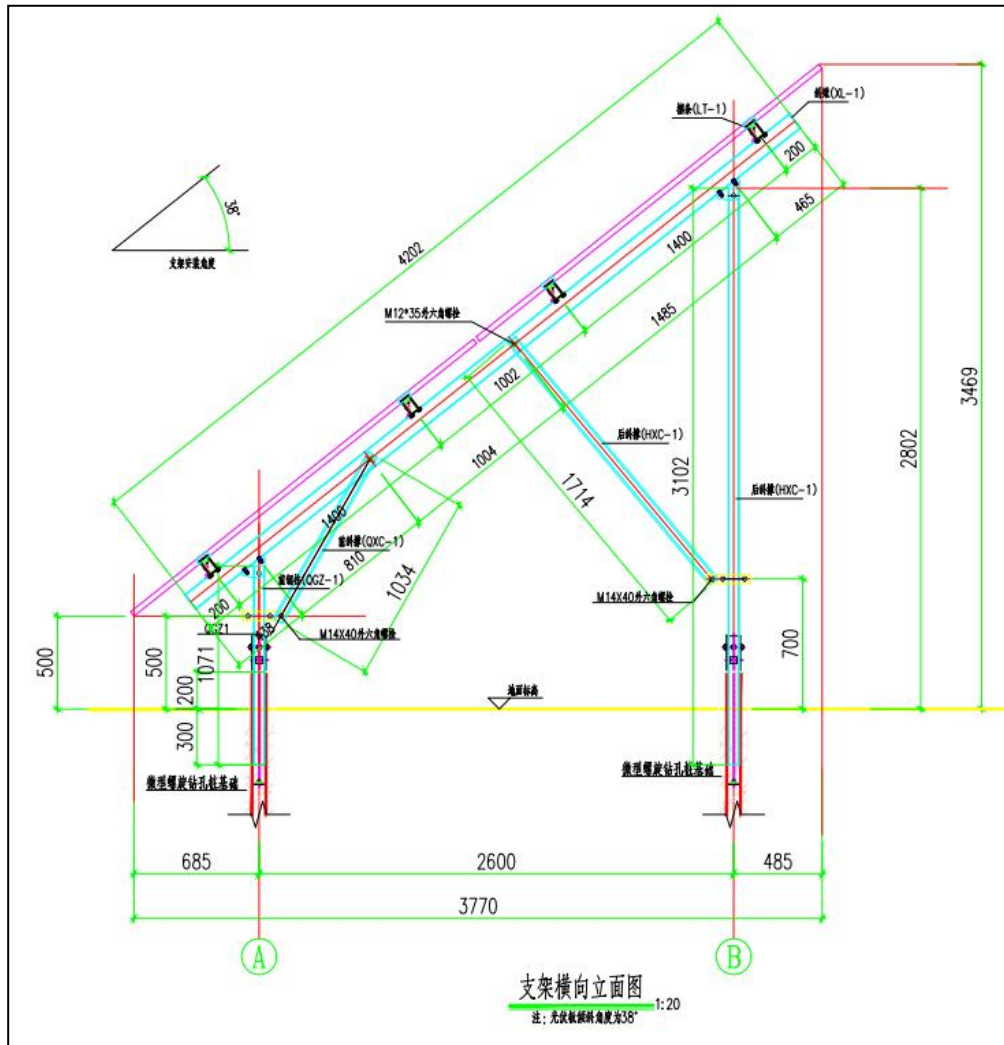 檩条(LT-1)
斜梁(XL-1)
38°
支架安装角度
4202
200
465
1400
1485
M12*35外六角螺栓
1002
1004
后斜撑(HXC-1)
3102
2802
3469
1714
后斜撑(HXC-1)
1400
前斜撑(QXC-1)
810
1034
前钢柱(QGZ-1)
200
QGZ1
M14X40外六角螺栓
M14X40外六角螺栓
500
500
1071
200
300
700
地面标高
微型螺旋钻孔桩基础
微型螺旋钻孔桩基础
685
2600
485
3770
A
B
支架横向立面图
1:20
注：光伏板倾斜角度为38°